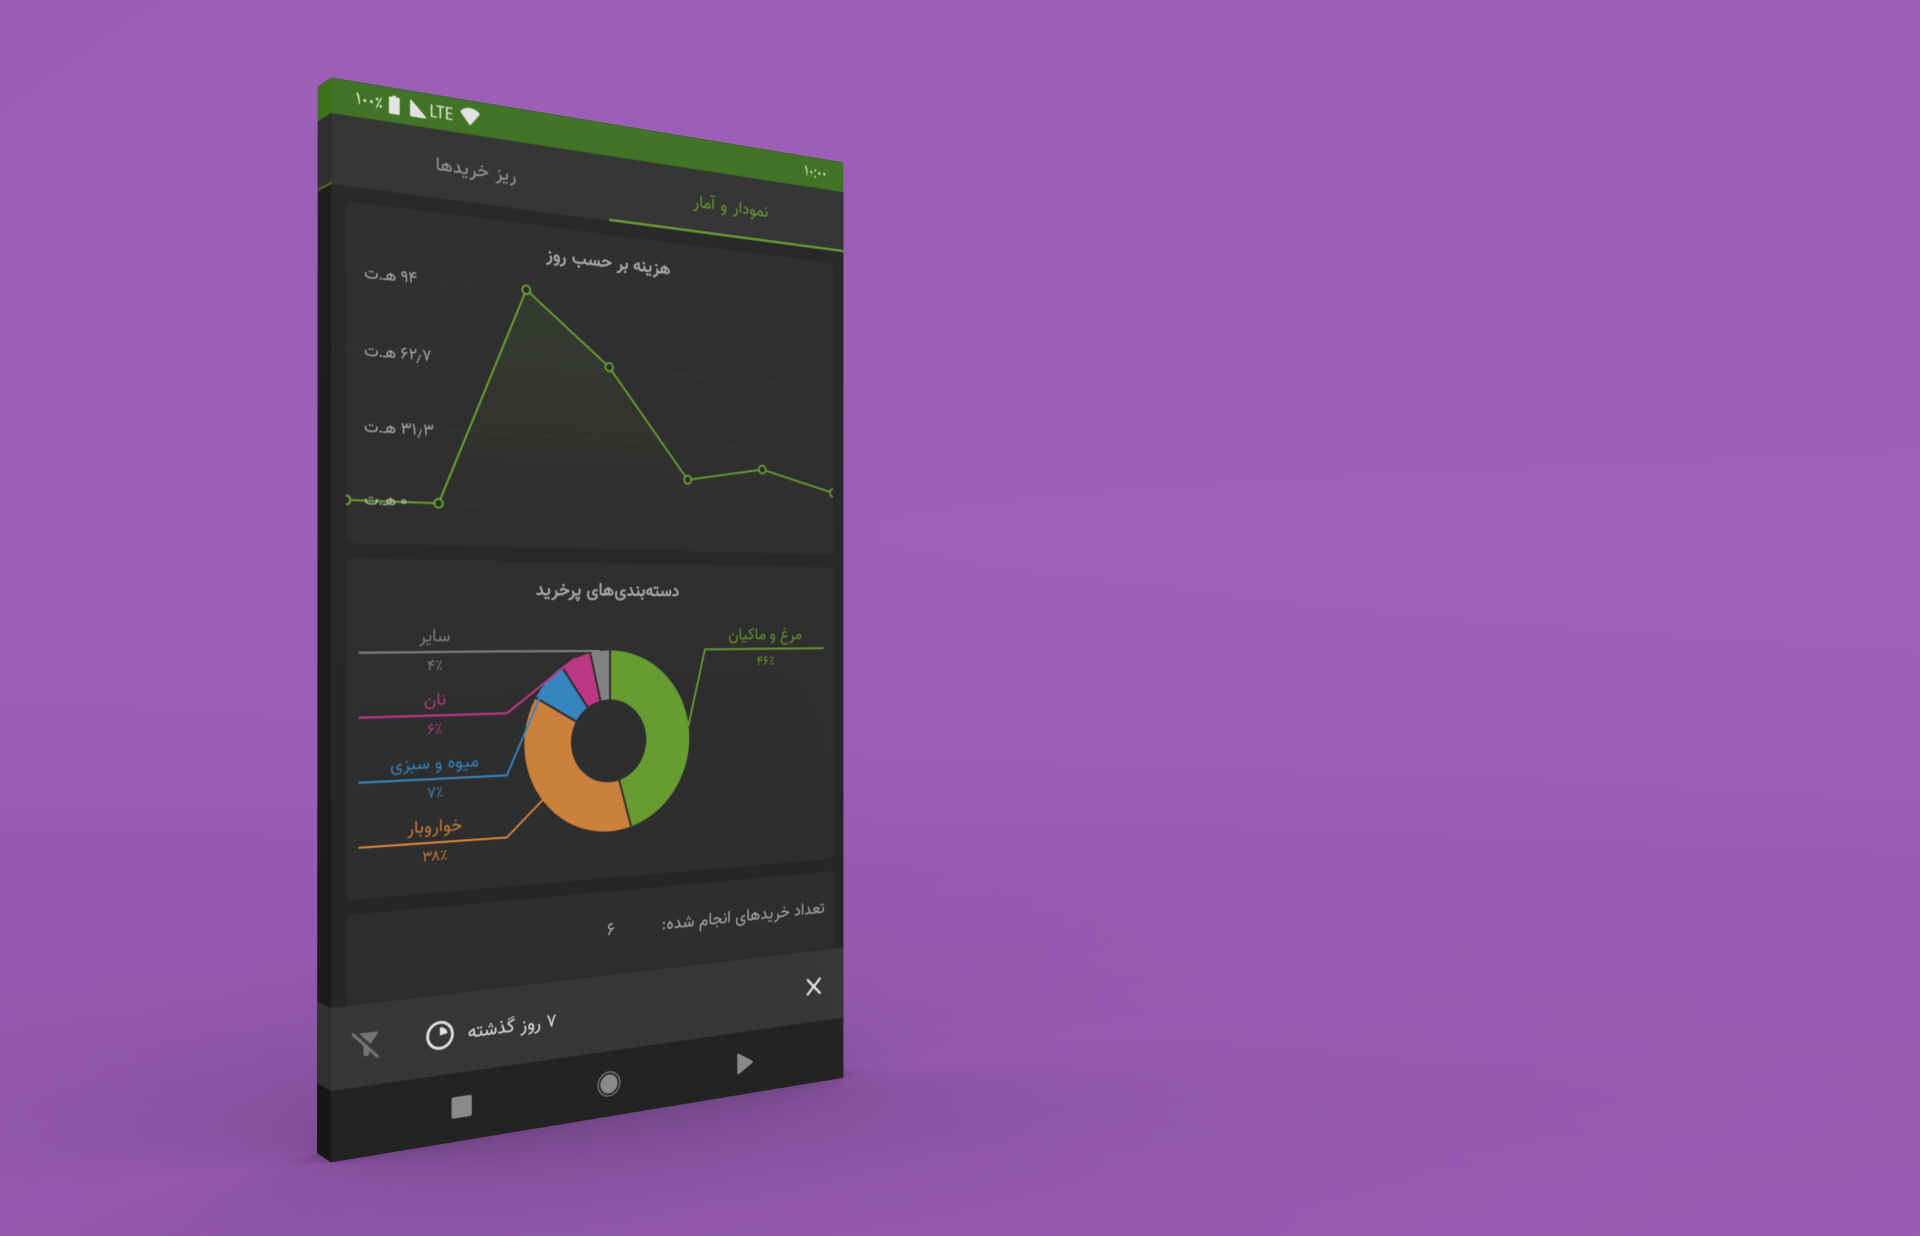 ۱۰۰٪ LTE
۱۰:۰۰
نمودار و آمار
ریز خریدها
هزینه بر حسب روز
۹۴ هـ.ت
۶۲٫۷ هـ.ت
۳۱٫۳ هـ.ت
۰ هـ.ت
دسته‌بندی‌های پرخرید
مرغ و ماکیان
۴۶٪
سایر
۴٪
نان
۶٪
میوه و سبزی
۷٪
خواروبار
۳۸٪
تعداد خریدهای انجام شده: ۶
۷ روز گذشته